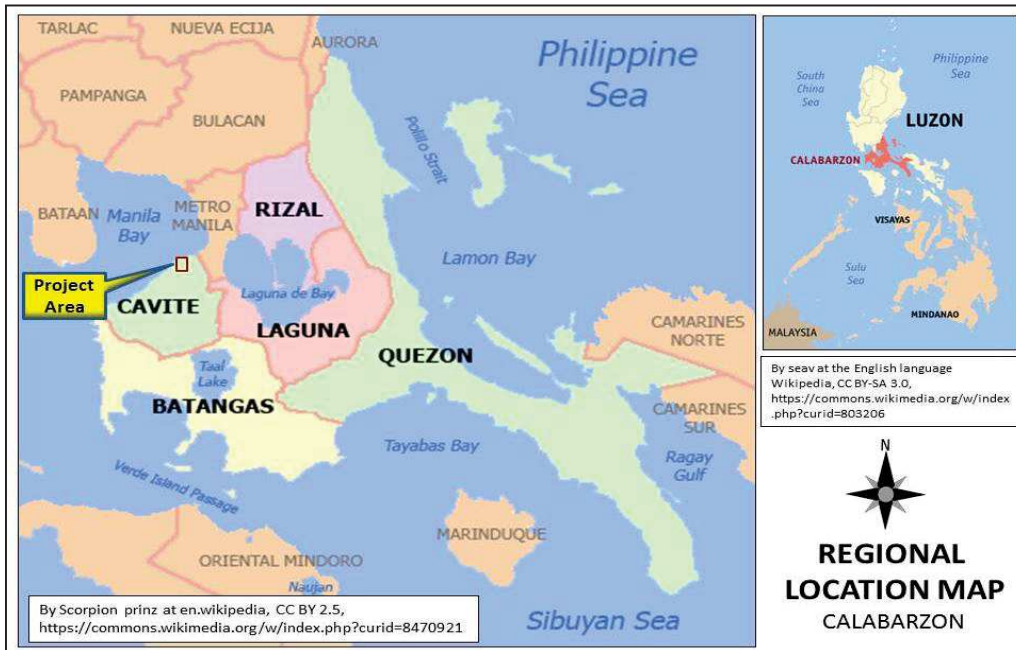 TARLAC
NUEVA ECIJA
AURORA
Philippine
Sea
PAMPANGA
BULACAN
Polillo Strait
BATAAN
Manila
Bay
METRO
MANILA
RIZAL
Project
Area
Lamon Bay
CAVITE
Laguna de Bay
LAGUNA
CAMARINES
NORTE
QUEZON
Taal
Lake
BATANGAS
CAMARINES
SUR
Tayabas Bay
Ragay
Gulf
Verde Island Passage
MARINDUQUE
ORIENTAL MINDORO
Naujan
Sibuyan Sea
By Scorpion prinz at en.wikipedia, CC BY 2.5,
https://commons.wikimedia.org/w/index.php?curid=8470921
South
China
Sea
Philippine
Sea
LUZON
CALABARZON
VISAYAS
Sulu
Sea
MINDANAO
MALAYSIA
By seav at the English language
Wikipedia, CC BY-SA 3.0,
https://commons.wikimedia.org/w/index
.php?curid=803206
N
REGIONAL
LOCATION MAP
CALABARZON